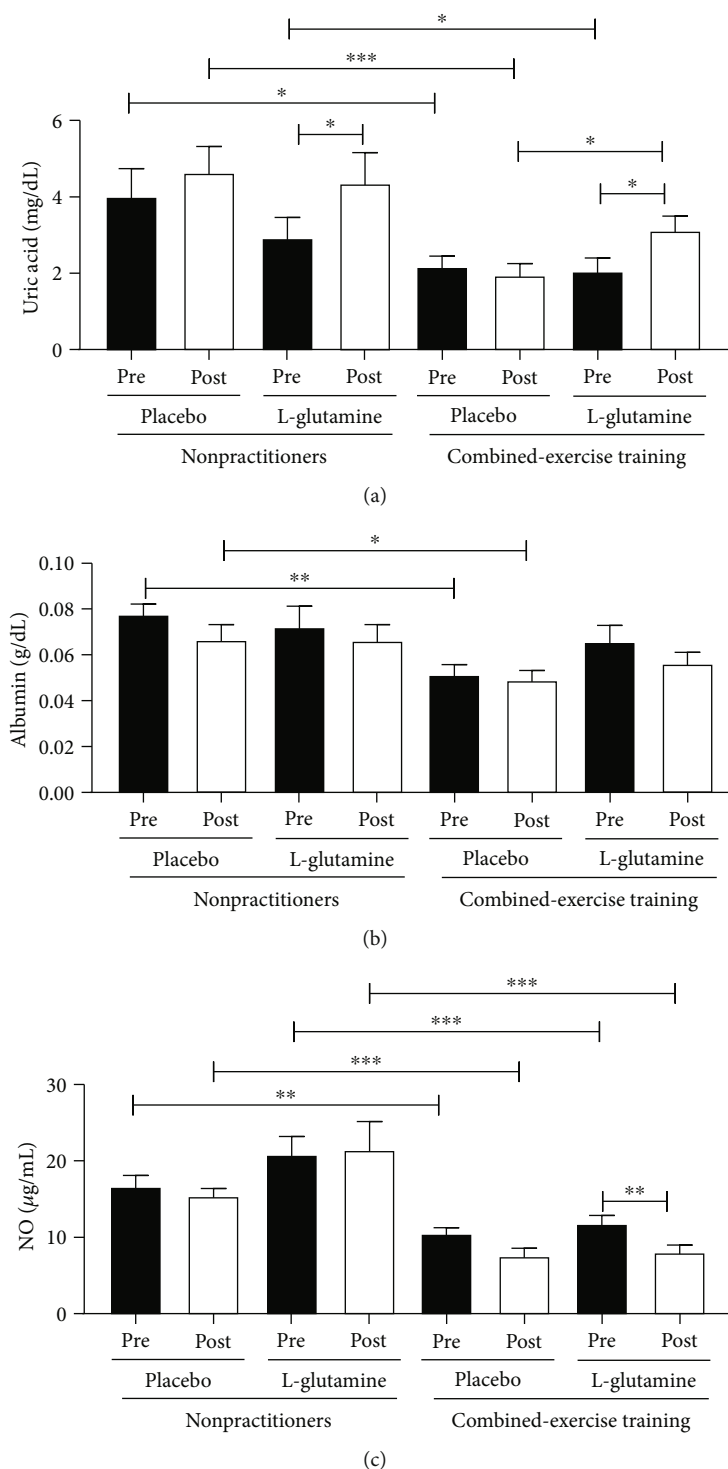 *
***
*
*
*
*
Uric acid (mg/dL)
6
4
2
0
Pre Post Pre Post Pre Post Pre Post
Placebo L-glutamine Placebo L-glutamine
Nonpractitioners Combined-exercise training
(a)
*
**
Albumin (g/dL)
0.10
0.08
0.06
0.04
0.02
0.00
Pre Post Pre Post Pre Post Pre Post
Placebo L-glutamine Placebo L-glutamine
Nonpractitioners Combined-exercise training
(b)
***
***
***
**
**
NO (μg/mL)
30
20
10
0
Pre Post Pre Post Pre Post Pre Post
Placebo L-glutamine Placebo L-glutamine
Nonpractitioners Combined-exercise training
(c)